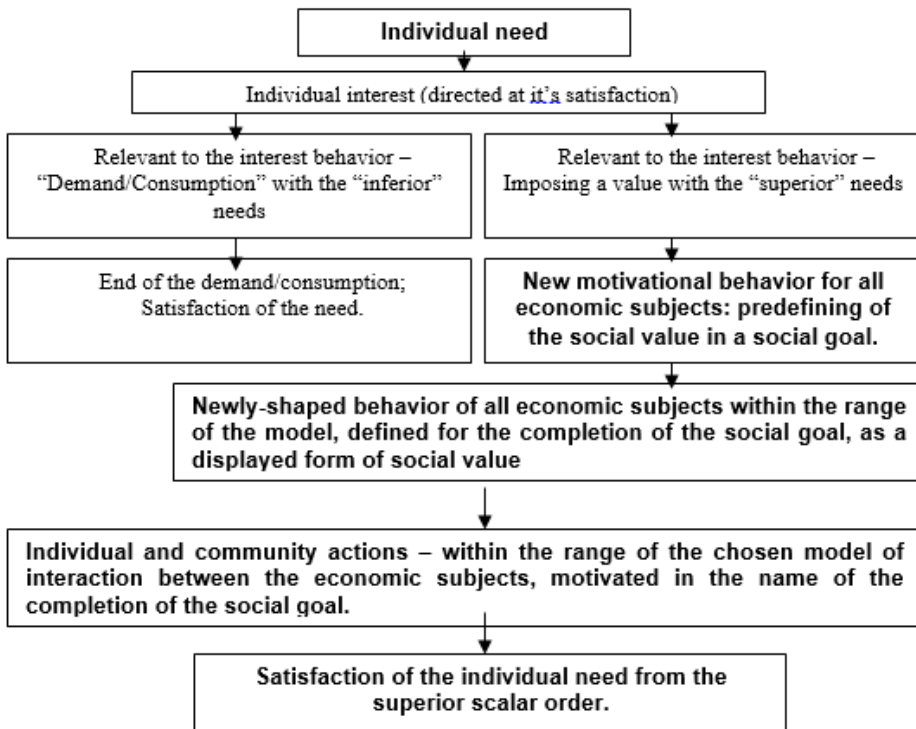 Individual need
Individual interest (directed at it's satisfaction)
Relevant to the interest behavior –
“Demand/Consumption” with the “inferior”
needs
Relevant to the interest behavior –
Imposing a value with the “superior” needs
End of the demand/consumption;
Satisfaction of the need.
New motivational behavior for all
economic subjects: predefining of
the social value in a social goal.
Newly-shaped behavior of all economic subjects within the range
of the model, defined for the completion of the social goal, as a
displayed form of social value
Individual and community actions – within the range of the chosen model of
interaction between the economic subjects, motivated in the name of the
completion of the social goal.
Satisfaction of the individual need from the
superior scalar order.